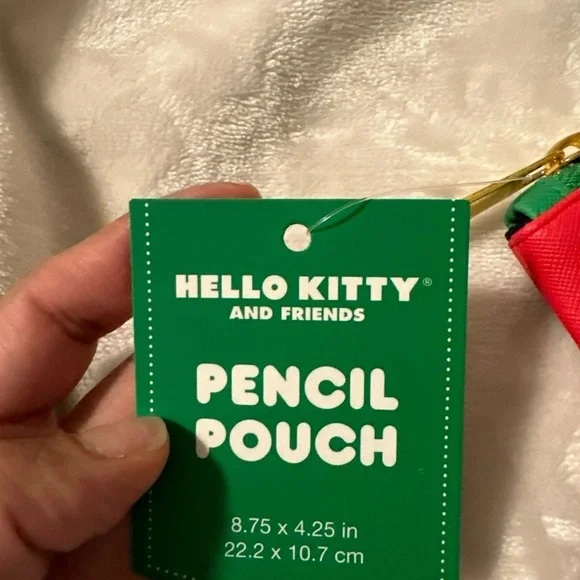 HELLO KITTY®
AND FRIENDS
PENCIL
POUCH
8.75 x 4.25 in
22.2 x 10.7 cm